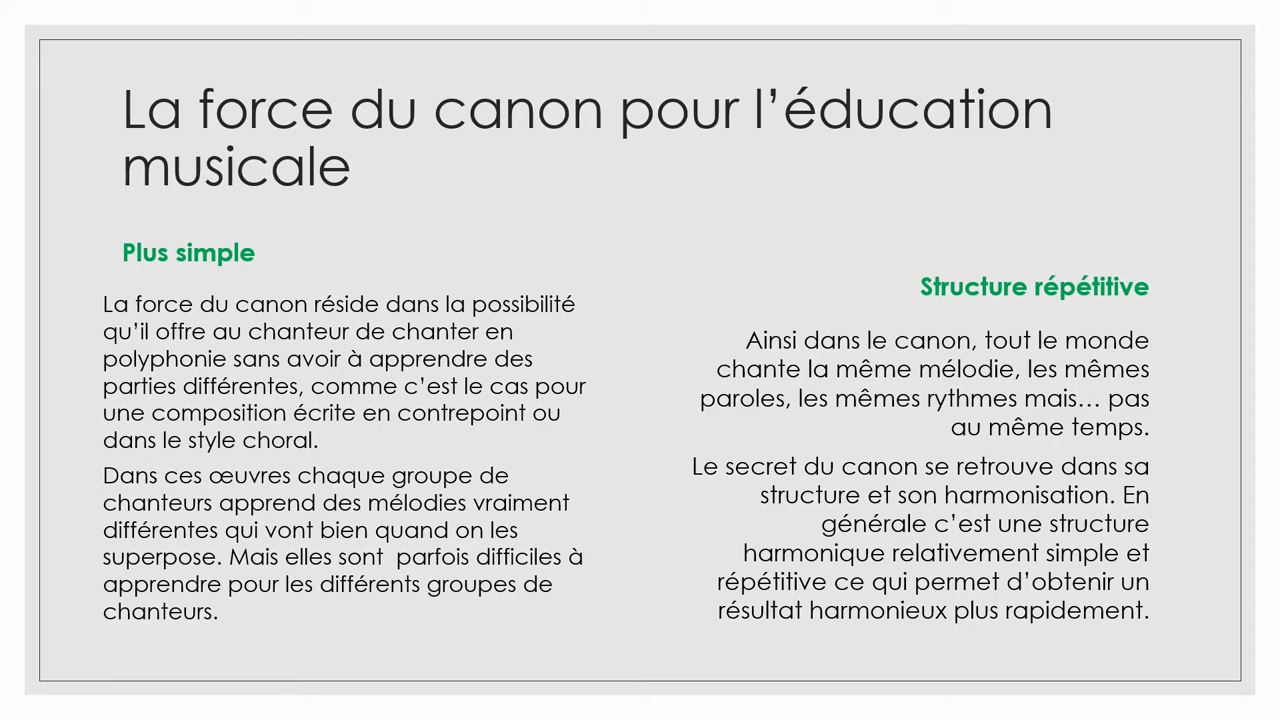 La force du canon pour l’éducation
musicale
Plus simple
La force du canon réside dans la possibilité
qu’il offre au chanteur de chanter en
polyphonie sans avoir à apprendre des
parties différentes, comme c’est le cas pour
une composition écrite en contrepoint ou
dans le style choral.
Dans ces œuvres chaque groupe de
chanteurs apprend des mélodies vraiment
différentes qui vont bien quand on les
superpose. Mais elles sont  parfois difficiles à
apprendre pour les différents groupes de
chanteurs.
Structure répétitive
Ainsi dans le canon, tout le monde
chante la même mélodie, les mêmes
paroles, les mêmes rythmes mais… pas
au même temps.
Le secret du canon se retrouve dans sa
structure et son harmonisation. En
générale c’est une structure
harmonique relativement simple et
répétitive ce qui permet d’obtenir un
résultat harmonieux plus rapidement.